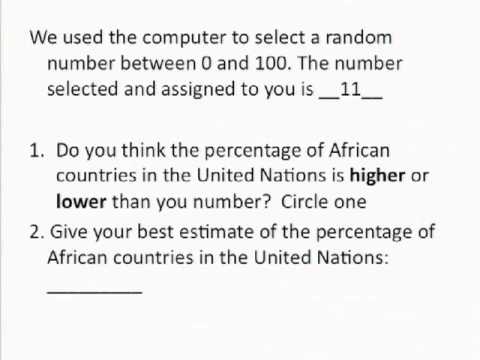 We used the computer to select a random
number between 0 and 100. The number
selected and assigned to you is __11__
1. Do you think the percentage of African
countries in the United Nations is higher or
lower than you number? Circle one
2. Give your best estimate of the percentage of
African countries in the United Nations:
_________